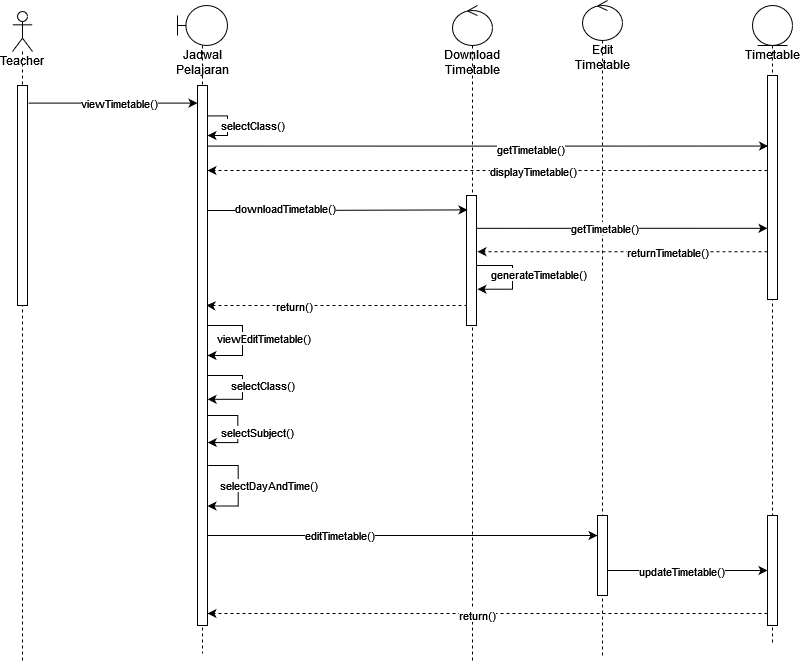 Teacher
Jadwal
Pelajaran
Download
Timetable
Edit
Timetable
Timetable
viewTimetable()
selectClass()
getTimetable()
displayTimetable()
downloadTimetable()
getTimetable()
returnTimetable()
generateTimetable()
return()
viewEditTimetable()
selectClass()
selectSubject()
selectDayAndTime()
editTimetable()
updateTimetable()
return()